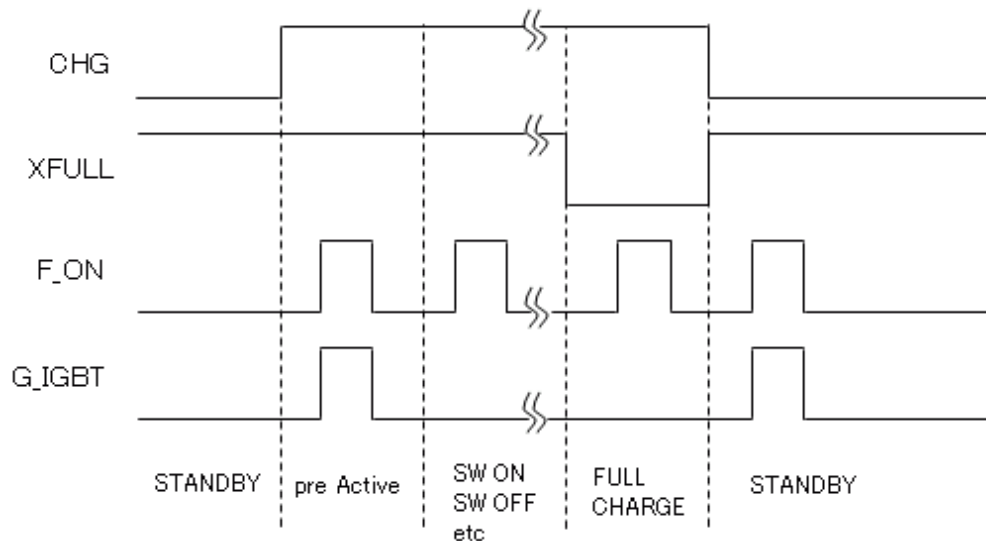 CHG
XFULL
F_ON
G_IGBT
STANDBY
pre Active
SW ON
SW OFF
etc
FULL
CHARGE
STANDBY